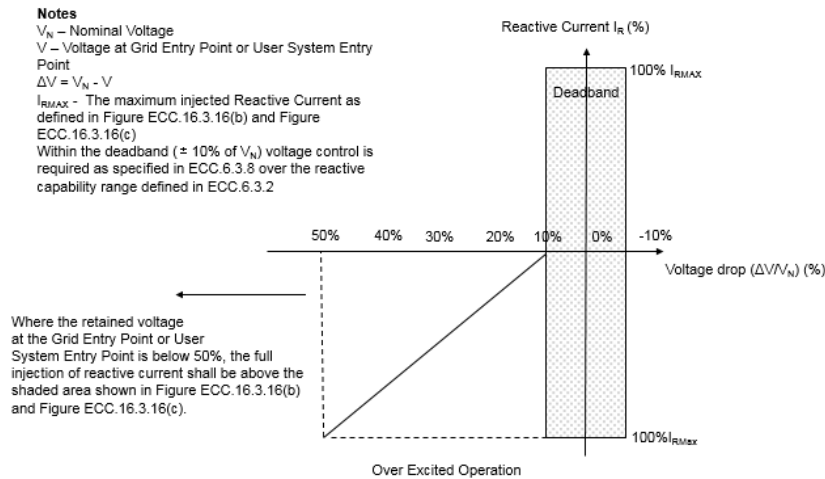 Notes
V_N – Nominal Voltage
V – Voltage at Grid Entry Point or User System Entry
Point
ΔV = V_N - V
I_RMAX - The maximum injected Reactive Current as
defined in Figure ECC.16.3.16(b) and Figure
ECC.16.3.16(c)
Within the deadband (± 10% of V_N) voltage control is
required as specified in ECC.6.3.8 over the reactive
capability range defined in ECC.6.3.2
Reactive Current I_R (%)
100% I_RMAX
Deadband
50% 40% 30% 20% 10% 0% -10%
Voltage drop (ΔV/V_N) (%)
Where the retained voltage
at the Grid Entry Point or User
System Entry Point is below 50%, the full
injection of reactive current shall be above the
shaded area shown in Figure ECC.16.3.16(b)
and Figure ECC.16.3.16(c).
100%I_RMax
Over Excited Operation